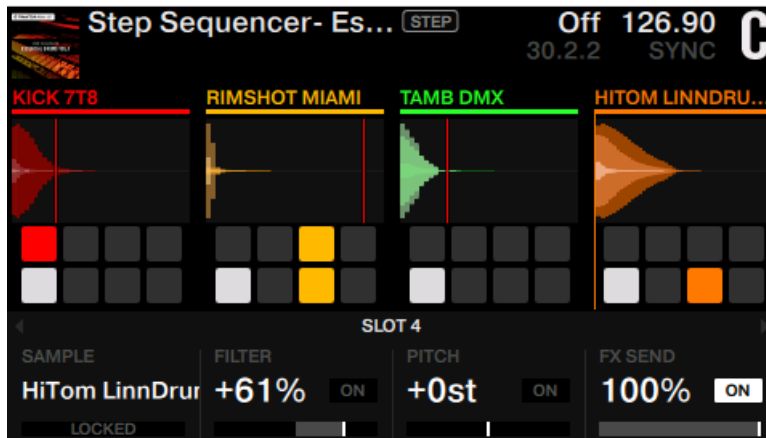 Step Sequencer- Es... STEP Off 126.90 C
30.2.2 SYNC
KICK 7T8 RIMSHOT MIAMI TAMB DMX HITOM LINNDRU...
SLOT 4
SAMPLE FILTER PITCH FX SEND
HiTom LinnDrur +61% ON +0st ON 100% ON
LOCKED